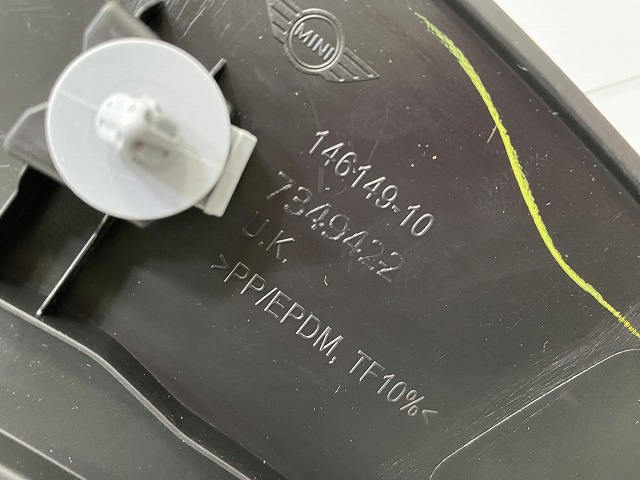 MINI
146149-10
7349422
U.K.
>PP/EPDM, TF10%<